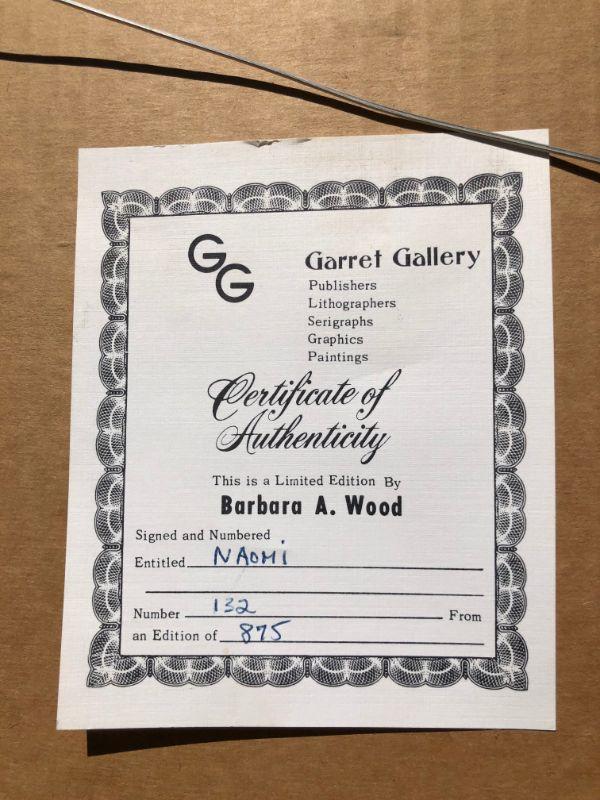 GG
Garret Gallery
Publishers
Lithographers
Serigraphs
Graphics
Paintings
Certificate of
Authenticity
This is a Limited Edition By
Barbara A. Wood
Signed and Numbered
Entitled NAOMi
Number 132 From
an Edition of 875